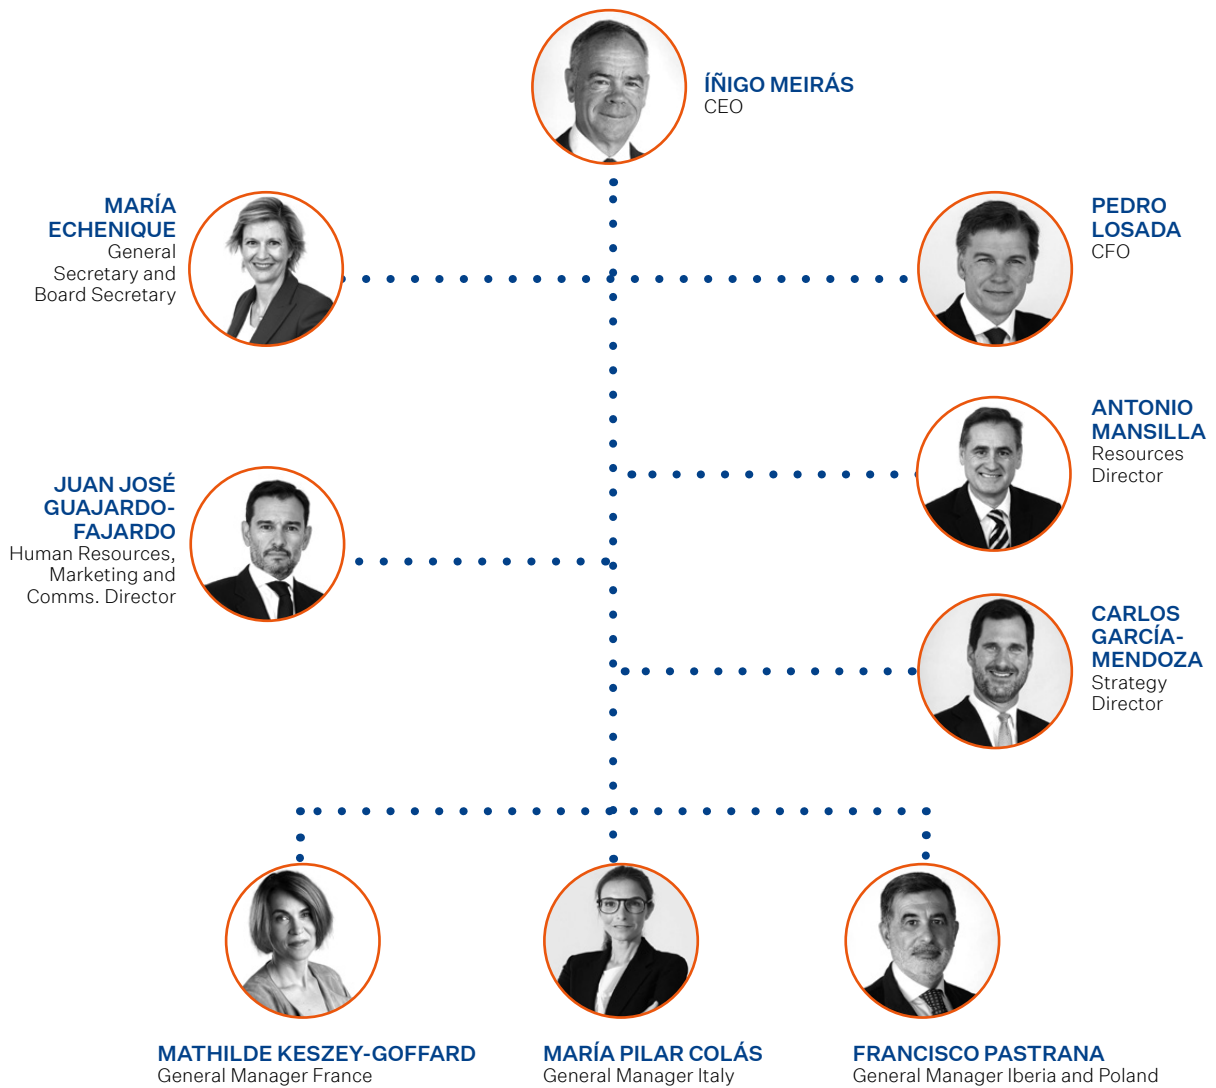 ÍÑIGO MEIRÁS
CEO
MARÍA
ECHENIQUE
General
Secretary and
Board Secretary
PEDRO
LOSADA
CFO
ANTONIO
MANSILLA
Resources
Director
JUAN JOSÉ
GUAJARDO-
FAJARDO
Human Resources,
Marketing and
Comms. Director
CARLOS
GARCÍA-
MENDOZA
Strategy
Director
MATHILDE KESZEY-GOFFARD
General Manager France
MARÍA PILAR COLÁS
General Manager Italy
FRANCISCO PASTRANA
General Manager Iberia and Poland